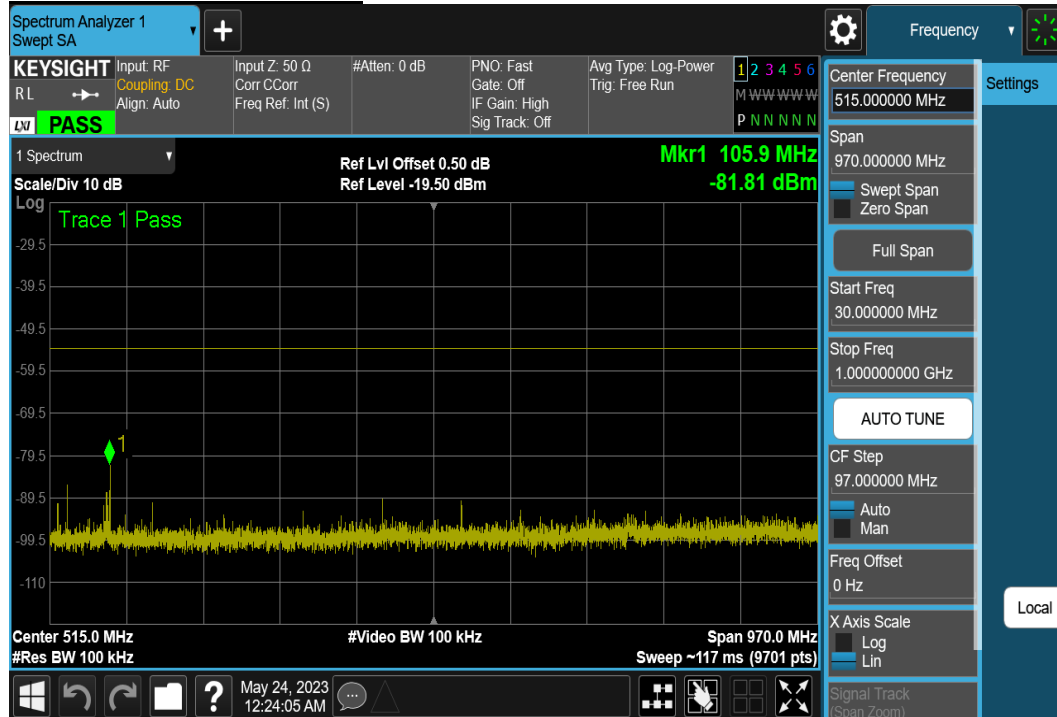 Spectrum Analyzer 1
Swept SA
+
Frequency
KEYSIGHT
RL
LXI
PASS
Input: RF
Coupling: DC
Align: Auto
Input Z: 50 Ω
Corr CCorr
Freq Ref: Int (S)
#Atten: 0 dB
PNO: Fast
Gate: Off
IF Gain: High
Sig Track: Off
Avg Type: Log-Power
Trig: Free Run
1 2 3 4 5 6
M W W W W W
P N N N N N
1 Spectrum
Scale/Div 10 dB
Ref Lvl Offset 0.50 dB
Ref Level -19.50 dBm
Mkr1 105.9 MHz
-81.81 dBm
Log
Trace 1 Pass
-29.5
-39.5
-49.5
-59.5
-69.5
1
-79.5
-89.5
-99.5
-110
Center 515.0 MHz
#Res BW 100 kHz
#Video BW 100 kHz
Span 970.0 MHz
Sweep ~117 ms (9701 pts)
?
May 24, 2023
12:24:05 AM
Center Frequency
515.000000 MHz
Span
970.000000 MHz
Swept Span
Zero Span
Full Span
Start Freq
30.000000 MHz
Stop Freq
1.000000000 GHz
AUTO TUNE
CF Step
97.000000 MHz
Auto
Man
Freq Offset
0 Hz
X Axis Scale
Log
Lin
Signal Track
(Span Zoom)
Settings
Local